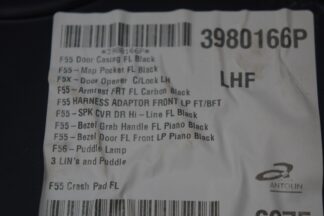 *3980166P*
3980166P
F55 Door Casing FL Black
F55-Map Pocket FL Black
F5X-Door Opener C/Lock LH
LHF
F55-Armrest FRT FL Carbon Black
F55 HARNESS ADAPTOR FRONT LP FT/BFT
F55-SPK CVR DR Hi-Line FL Black
F55-Bezel Grab Handle FL Piano Black
F55-Bezel Door FL Front LP Piano Black
F56-Puddle Lamp
3 LIN's and Puddle
ANTOLIN
F55 Crash Pad FL